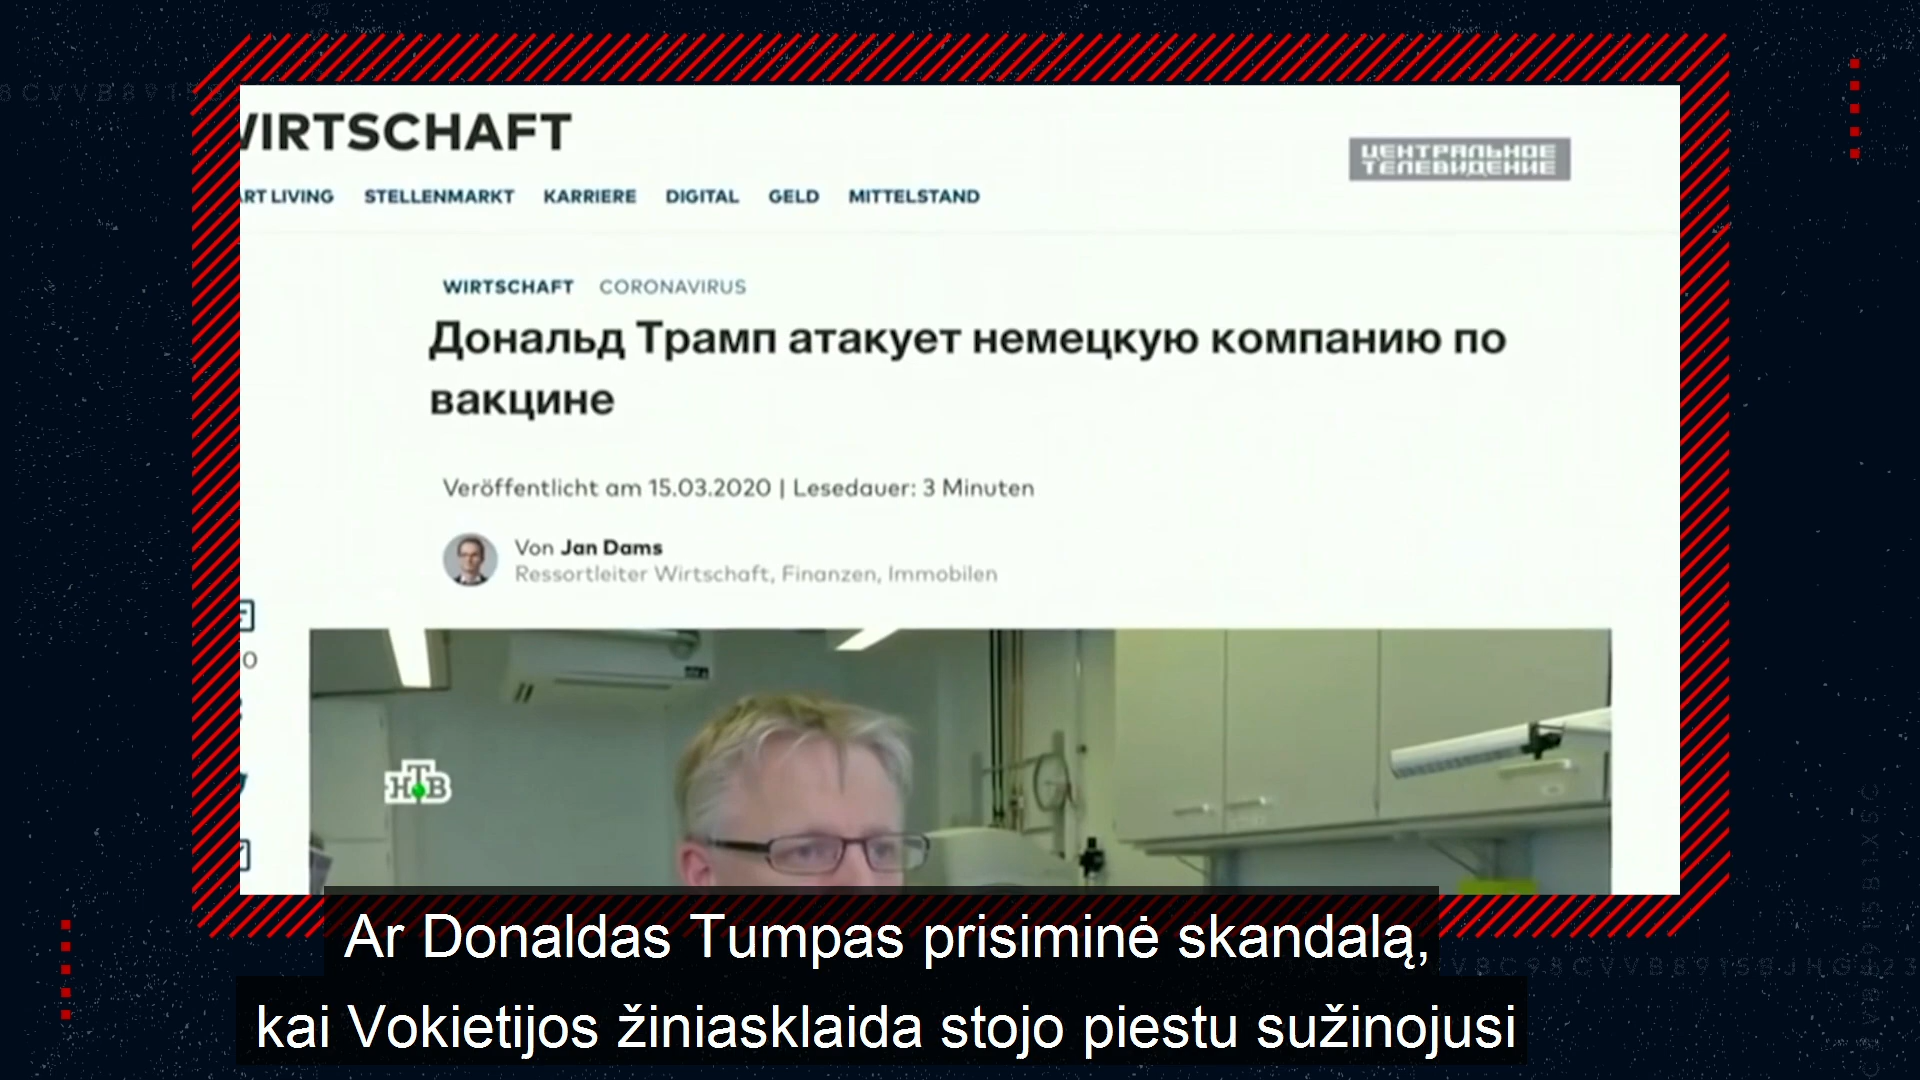 WIRTSCHAFT
ЦЕНТРАЛЬНОЕ
ТЕЛЕВИДЕНИЕ
ART LIVING STELLENMARKT KARRIERE DIGITAL GELD MITTELSTAND
WIRTSCHAFT CORONAVIRUS
Дональд Трамп атакует немецкую компанию по
вакцине
Veröffentlicht am 15.03.2020 | Lesedauer: 3 Minuten
Von Jan Dams
Ressortleiter Wirtschaft, Finanzen, Immobilen
НТВ
Ar Donaldas Tumpas prisiminė skandalą,
kai Vokietijos žiniasklaida stojo piestu sužinojusi